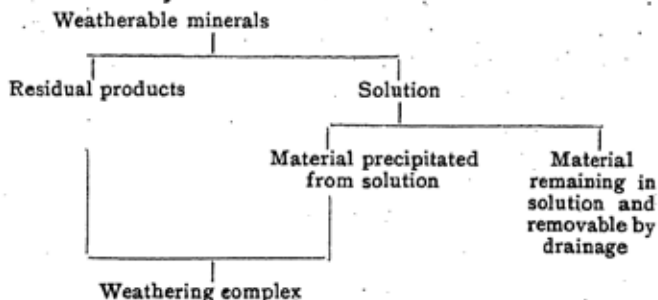 Weatherable minerals
Residual products
Solution
Material precipitated
from solution
Material
remaining in
solution and
removable by
drainage
Weathering complex